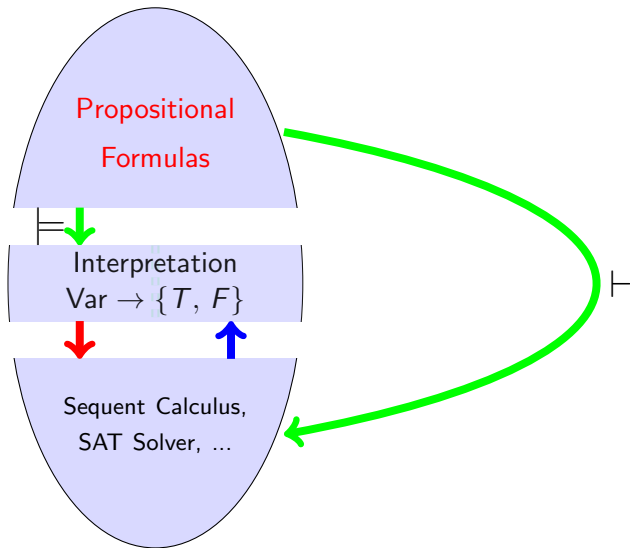 Propositional
Formulas
⊨
Interpretation
Var → {T, F}
⊢
Sequent Calculus,
SAT Solver, ...